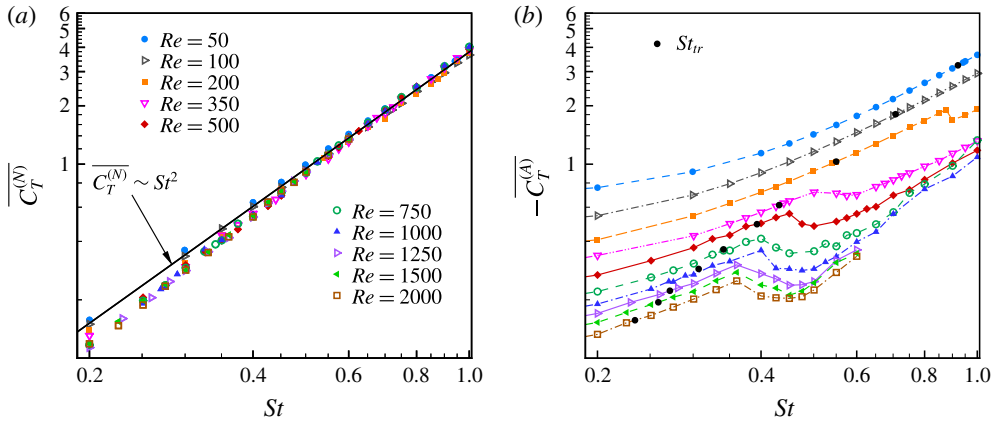 (a)
6
4
3
2
1
Re = 50
Re = 100
Re = 200
Re = 350
Re = 500
C_T^(N) ~ St^2
Re = 750
Re = 1000
Re = 1250
Re = 1500
Re = 2000
C_T^(N)
0.2 0.4 0.6 0.8 1.0
St
(b)
6
4
3
2
1
St_tr
−C_T^(A)
0.2 0.4 0.6 0.8 1.0
St